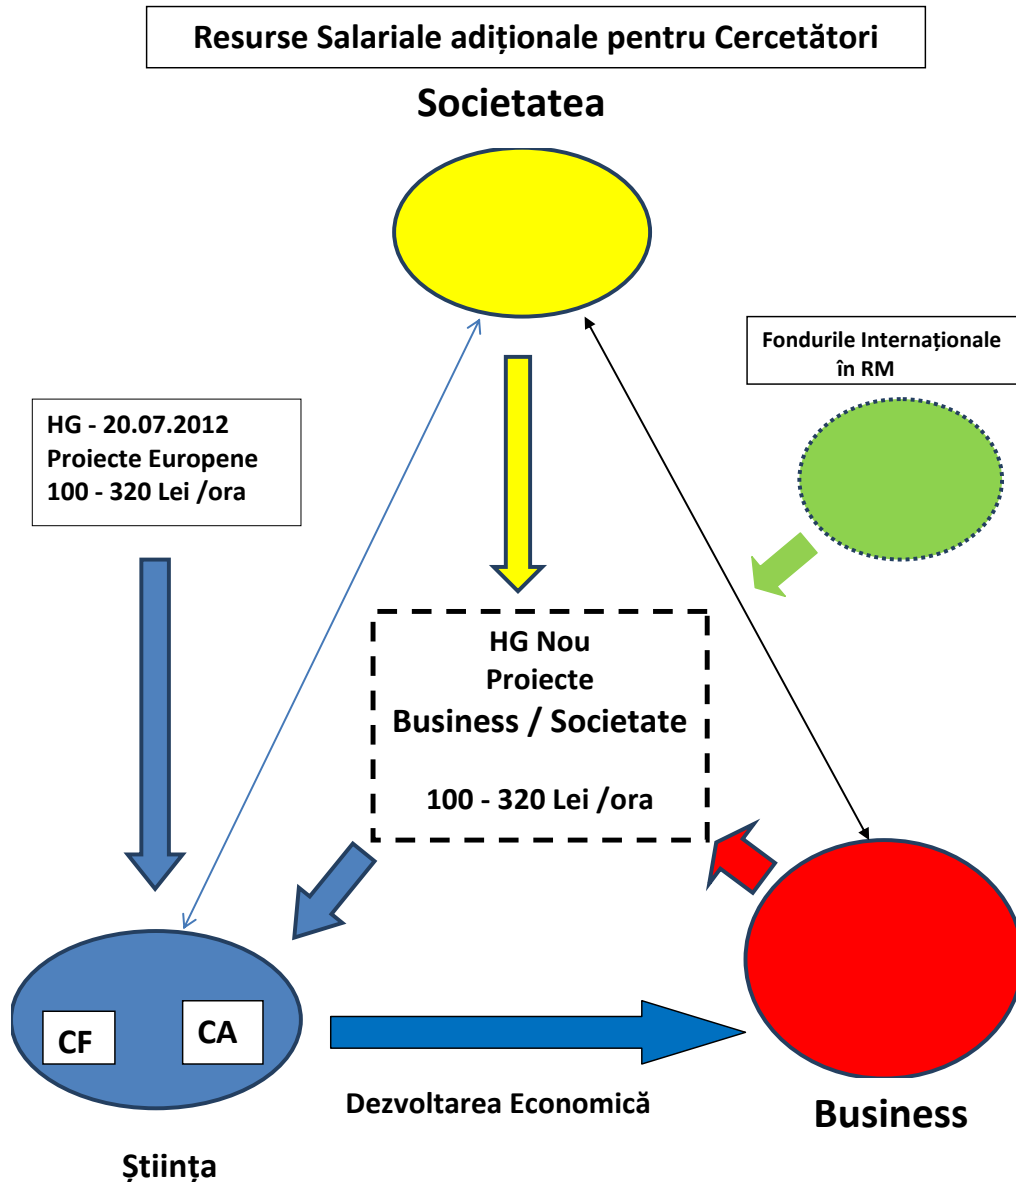 Resurse Salariale adiționale pentru Cercetători
Societatea
Fondurile Internaționale
în RM
HG - 20.07.2012
Proiecte Europene
100 - 320 Lei /ora
HG Nou
Proiecte
Business / Societate
100 - 320 Lei /ora
CF
CA
Dezvoltarea Economică
Business
Știința